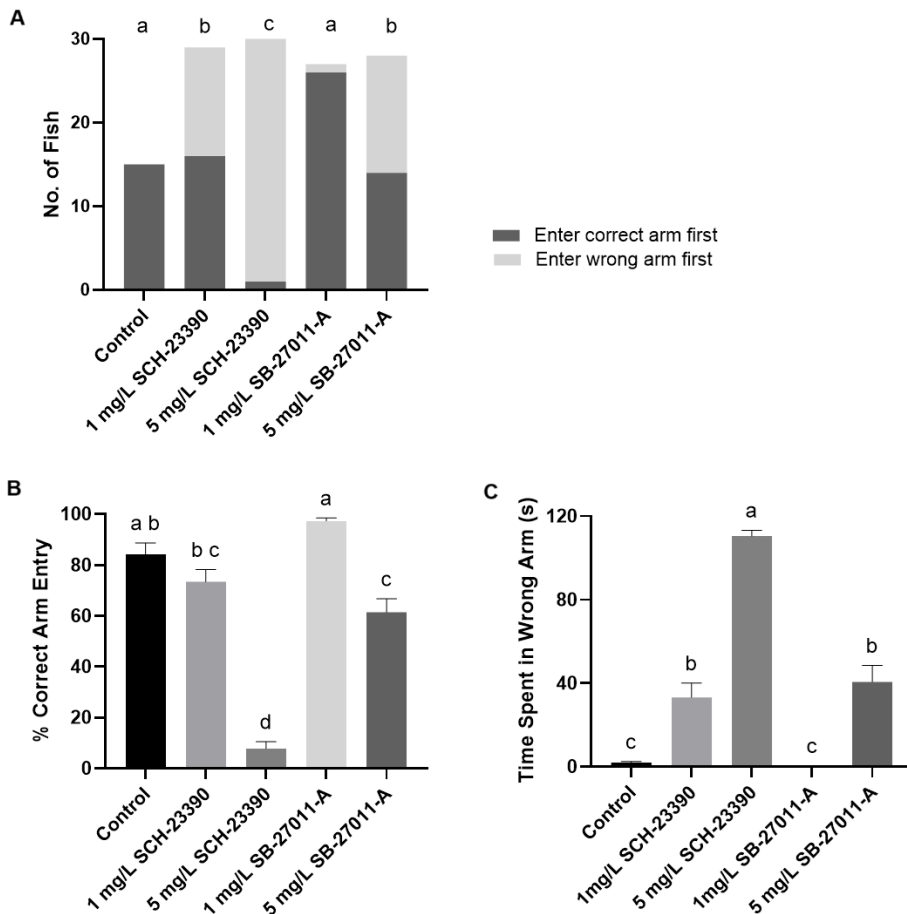 A
a b c a b
30
20
10
0
No. of Fish
Control
1 mg/L SCH-23390
5 mg/L SCH-23390
1 mg/L SB-27011-A
5 mg/L SB-27011-A
Enter correct arm first
Enter wrong arm first
B
a b
b c
d
a
c
100
80
60
40
20
0
% Correct Arm Entry
Control
1 mg/L SCH-23390
5 mg/L SCH-23390
1 mg/L SB-27011-A
5 mg/L SB-27011-A
C
c
b
a
c
b
120
80
40
0
Time Spent in Wrong Arm (s)
Control
1mg/L SCH-23390
5 mg/L SCH-23390
1mg/L SB-27011-A
5 mg/L SB-27011-A